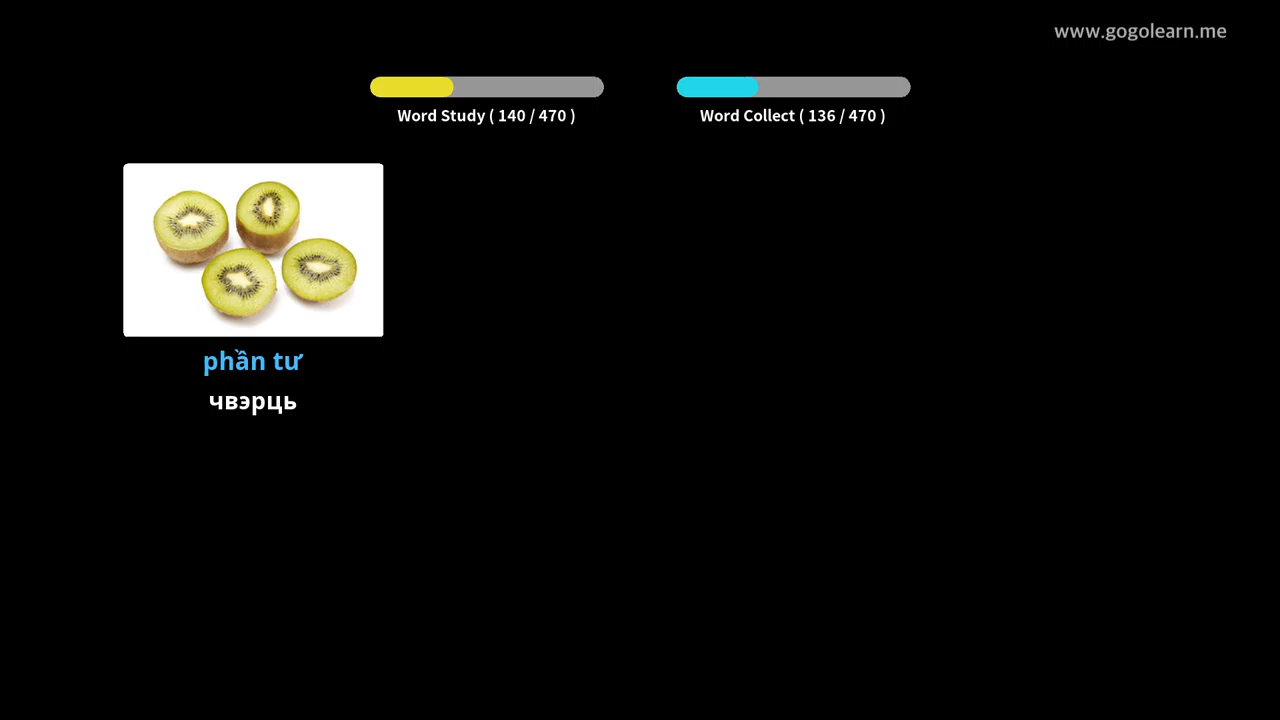 www.gogolearn.me
Word Study ( 140 / 470 )
Word Collect ( 136 / 470 )
phần tư
чвэрць